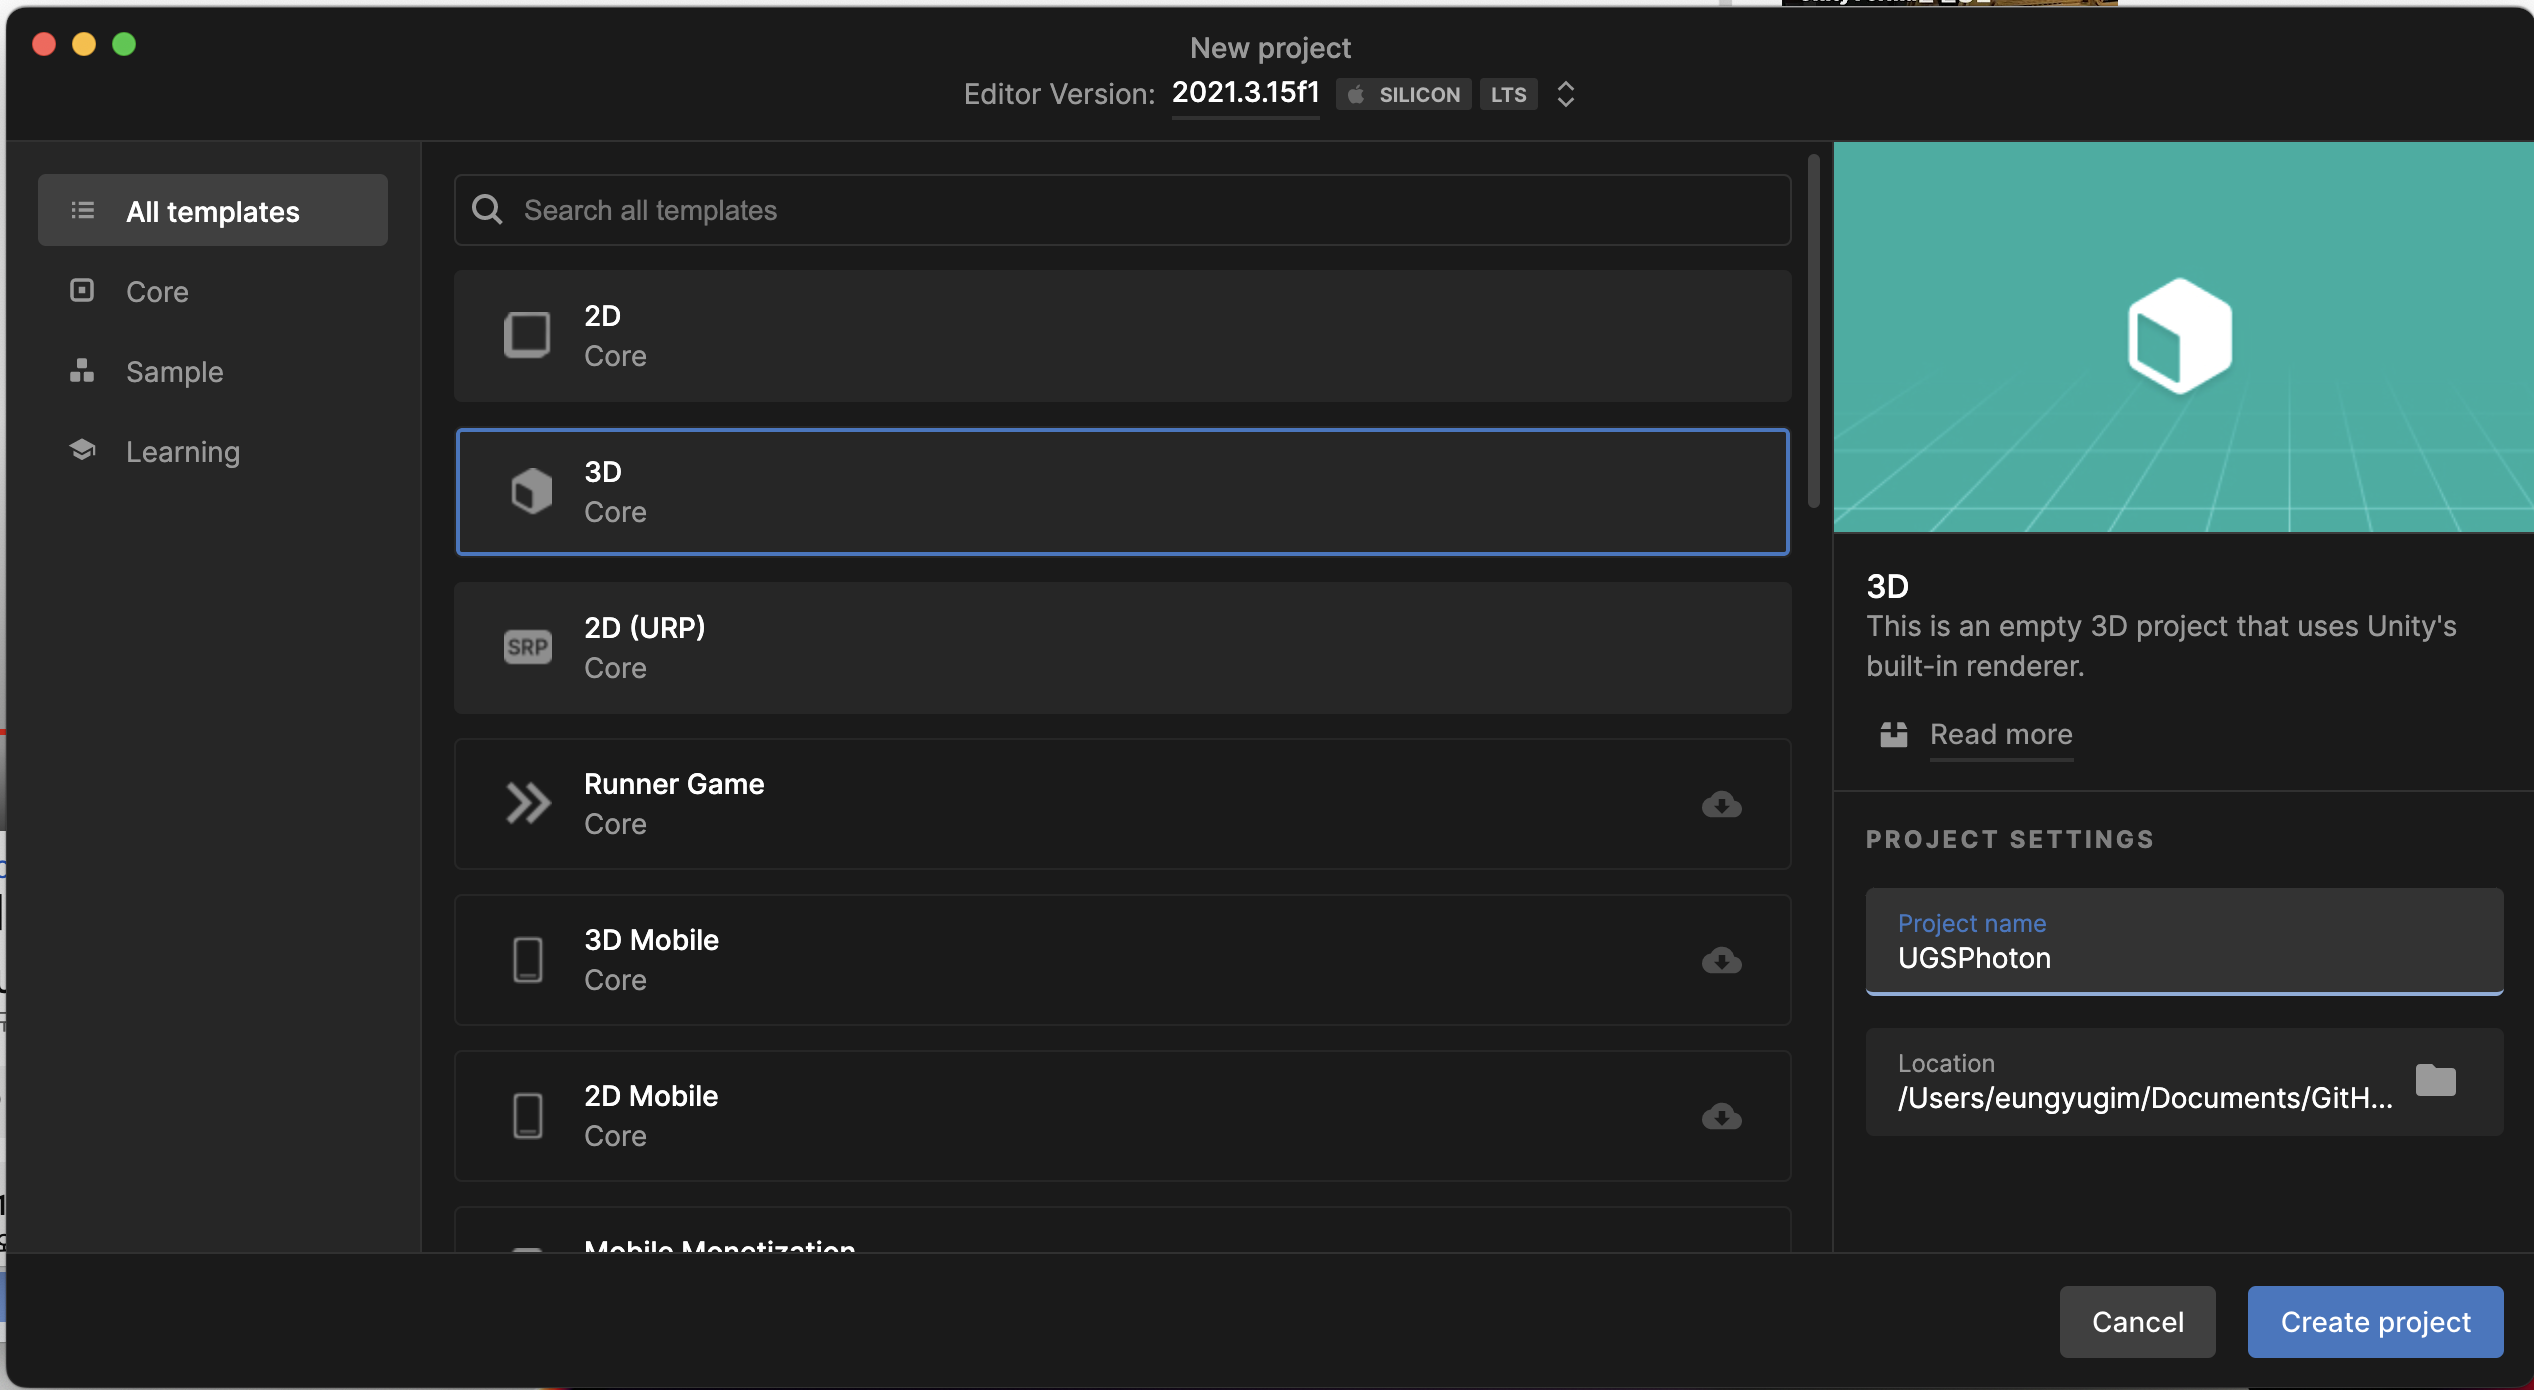 New project
Editor Version: 2021.3.15f1 SILICON LTS
All templates
Core
Sample
Learning
Search all templates
2D
Core
3D
Core
2D (URP)
SRP
Core
Runner Game
Core
3D Mobile
Core
2D Mobile
Core
Mobile Monetization
3D
This is an empty 3D project that uses Unity's
built-in renderer.
Read more
PROJECT SETTINGS
Project name
UGSPhoton
Location
/Users/eungyugim/Documents/GitH...
Cancel
Create project